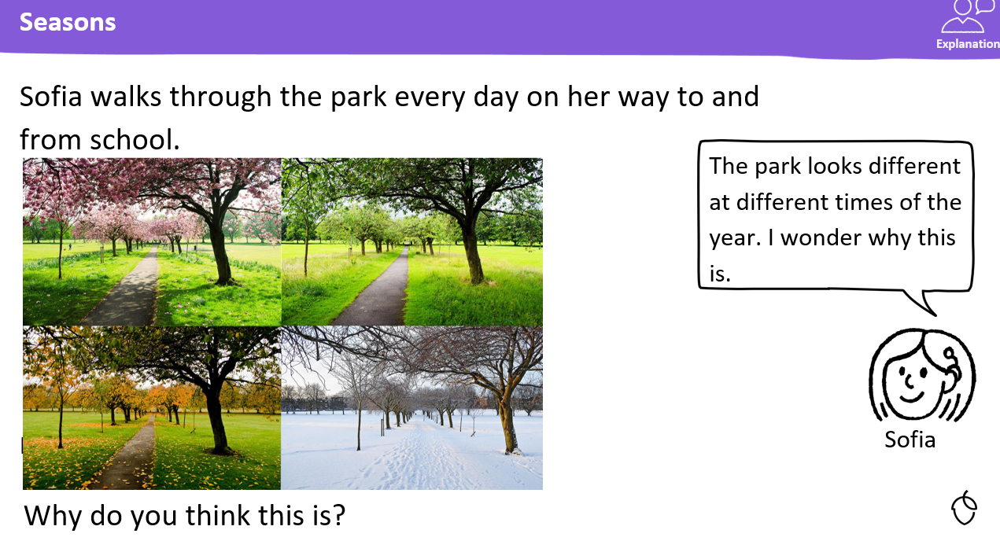 Seasons
Explanation
Sofia walks through the park every day on her way to and
from school.
The park looks different
at different times of the
year. I wonder why this
is.
Sofia
Why do you think this is?